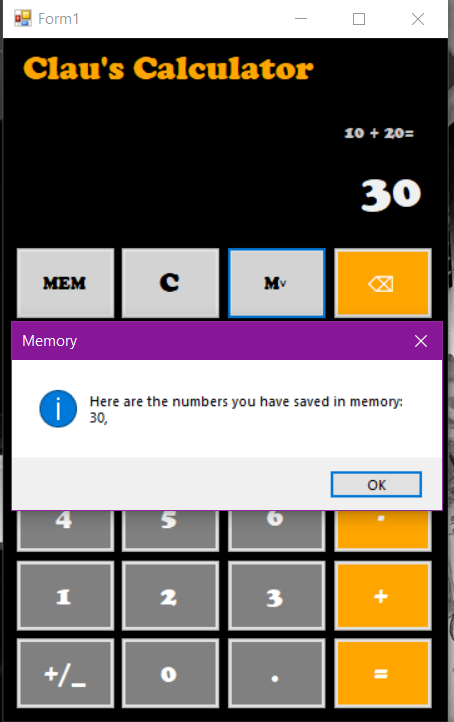 Form1
Clau's Calculator
10 + 20=
30
MEM C Mv
Memory
Here are the numbers you have saved in memory:
30,
OK
4 5 6 -
1 2 3 +
+/_ 0 . =